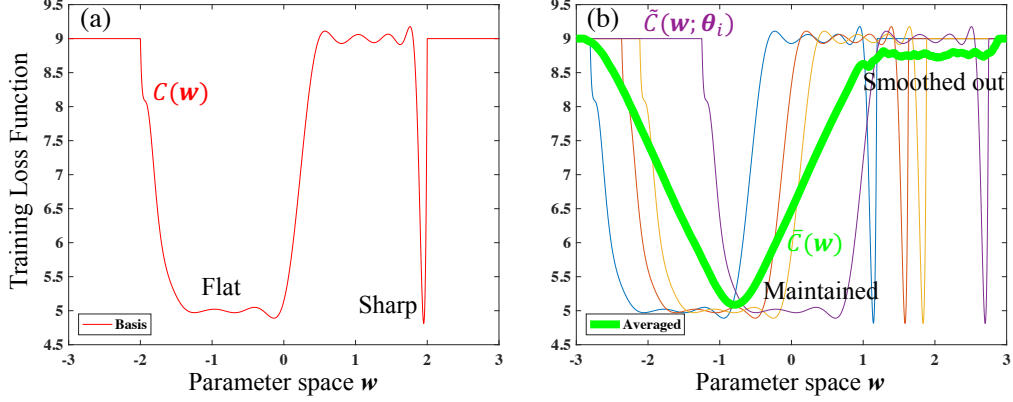 (a)
C(w)
Flat
Sharp
Basis
9.5
9
8.5
8
7.5
7
6.5
6
5.5
5
4.5
-3
-2
-1
0
1
2
3
Training Loss Function
Parameter space w
(b)
C̃(w; θᵢ)
Smoothed out
C̄(w)
Maintained
Averaged
9.5
9
8.5
8
7.5
7
6.5
6
5.5
5
4.5
-3
-2
-1
0
1
2
3
Parameter space w